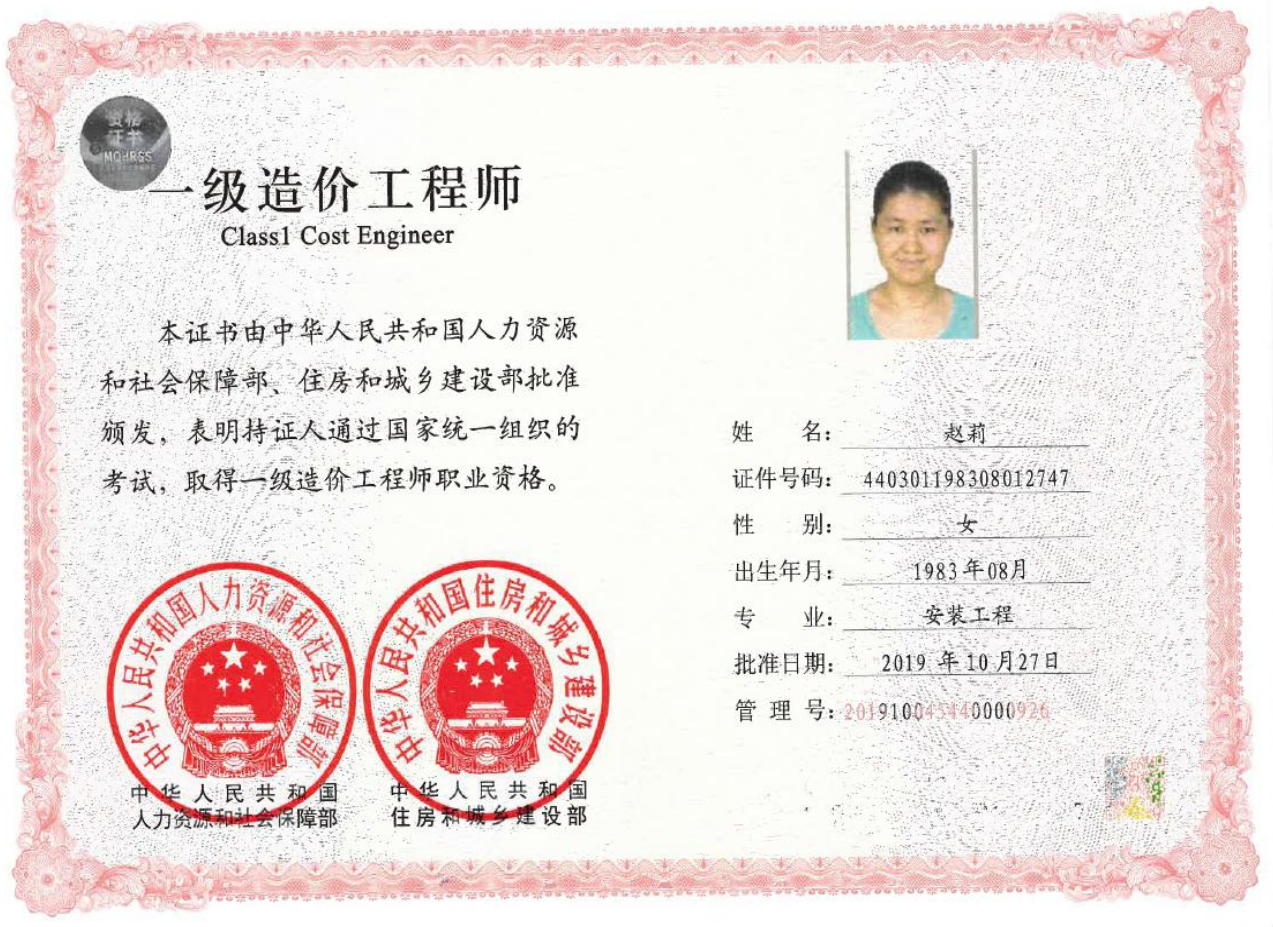 资格
证书
MOHRSS
一级造价工程师
Class1 Cost Engineer
本证书由中华人民共和国人力资源
和社会保障部、住房和城乡建设部批准
颁发，表明持证人通过国家统一组织的
考试，取得一级造价工程师职业资格。
中华人民共和国人力资源和社会保障部
中华人民共和国
人力资源和社会保障部
中华人民共和国住房和城乡建设部
中华人民共和国
住房和城乡建设部
姓 名：赵莉
证件号码：440301198308012747
性 别：女
出生年月：1983年08月
专 业：安装工程
批准日期：2019年10月27日
管 理 号：201910045440000926